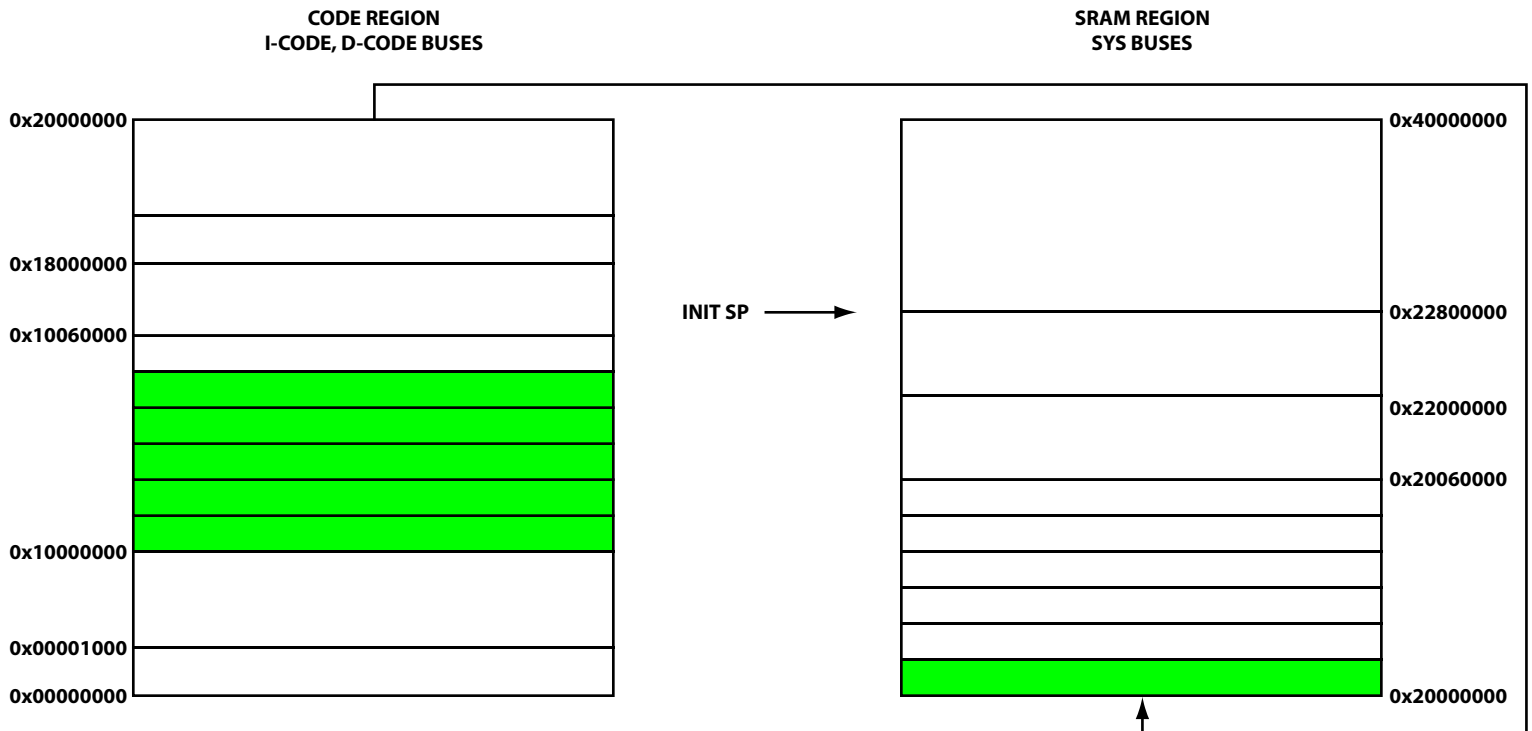 CODE REGION
I-CODE, D-CODE BUSES
SRAM REGION
SYS BUSES
0x20000000
0x18000000
0x10060000
0x10000000
0x00001000
0x00000000
INIT SP
0x40000000
0x22800000
0x22000000
0x20060000
0x20000000